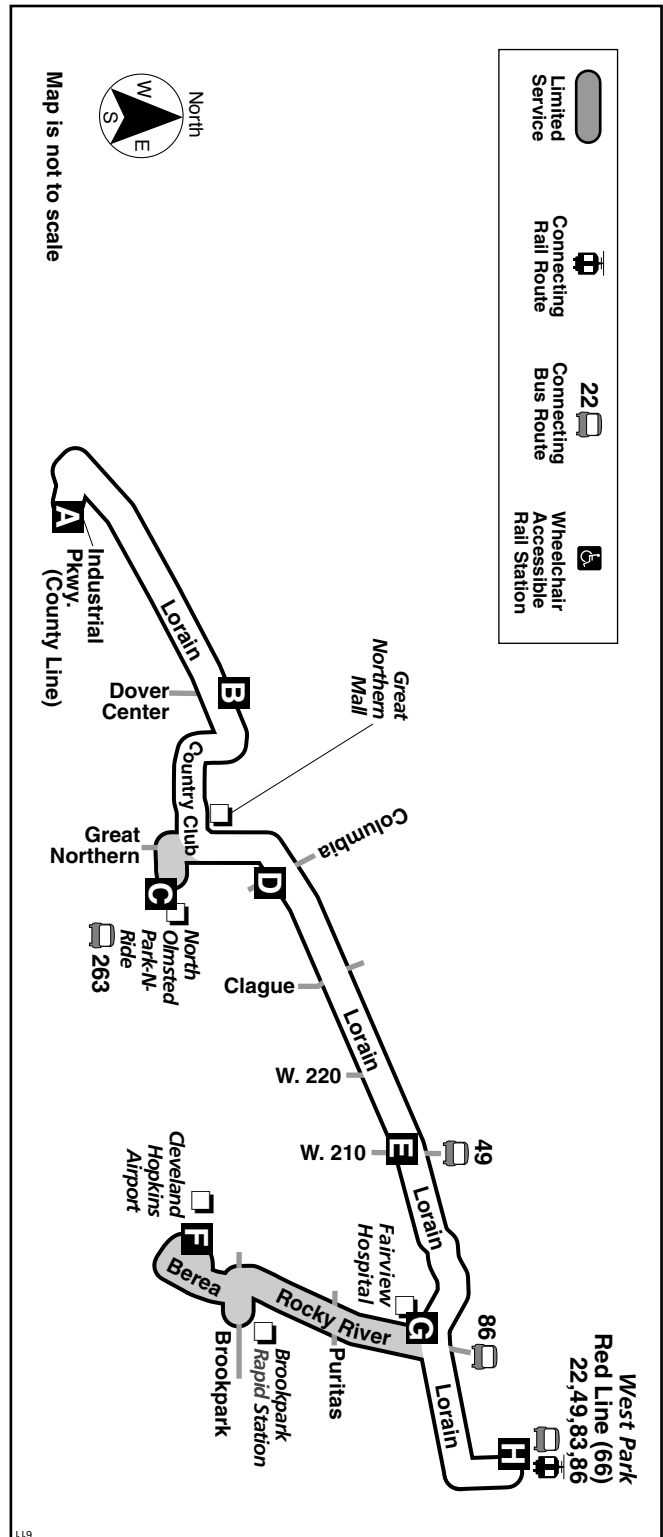 Limited
Service
Connecting
Rail Route
22
Connecting
Bus Route
Wheelchair
Accessible
Rail Station
North
W
E
S
Map is not to scale
A
Industrial
Pkwy.
(County Line)
Lorain
B
Dover
Center
Great
Northern
Mall
Country Club
Great
Northern
C
North
Olmsted
Park-N-
Ride
263
D
Columbia
Clague
Lorain
W. 220
W. 210
E
49
Lorain
Cleveland
Hopkins
Airport
F
Berea
Brookpark
Brookpark
Rapid Station
Rocky River
Puritas
Fairview
Hospital
G
86
Lorain
H
West Park
Red Line (66)
22,49,83,86
611